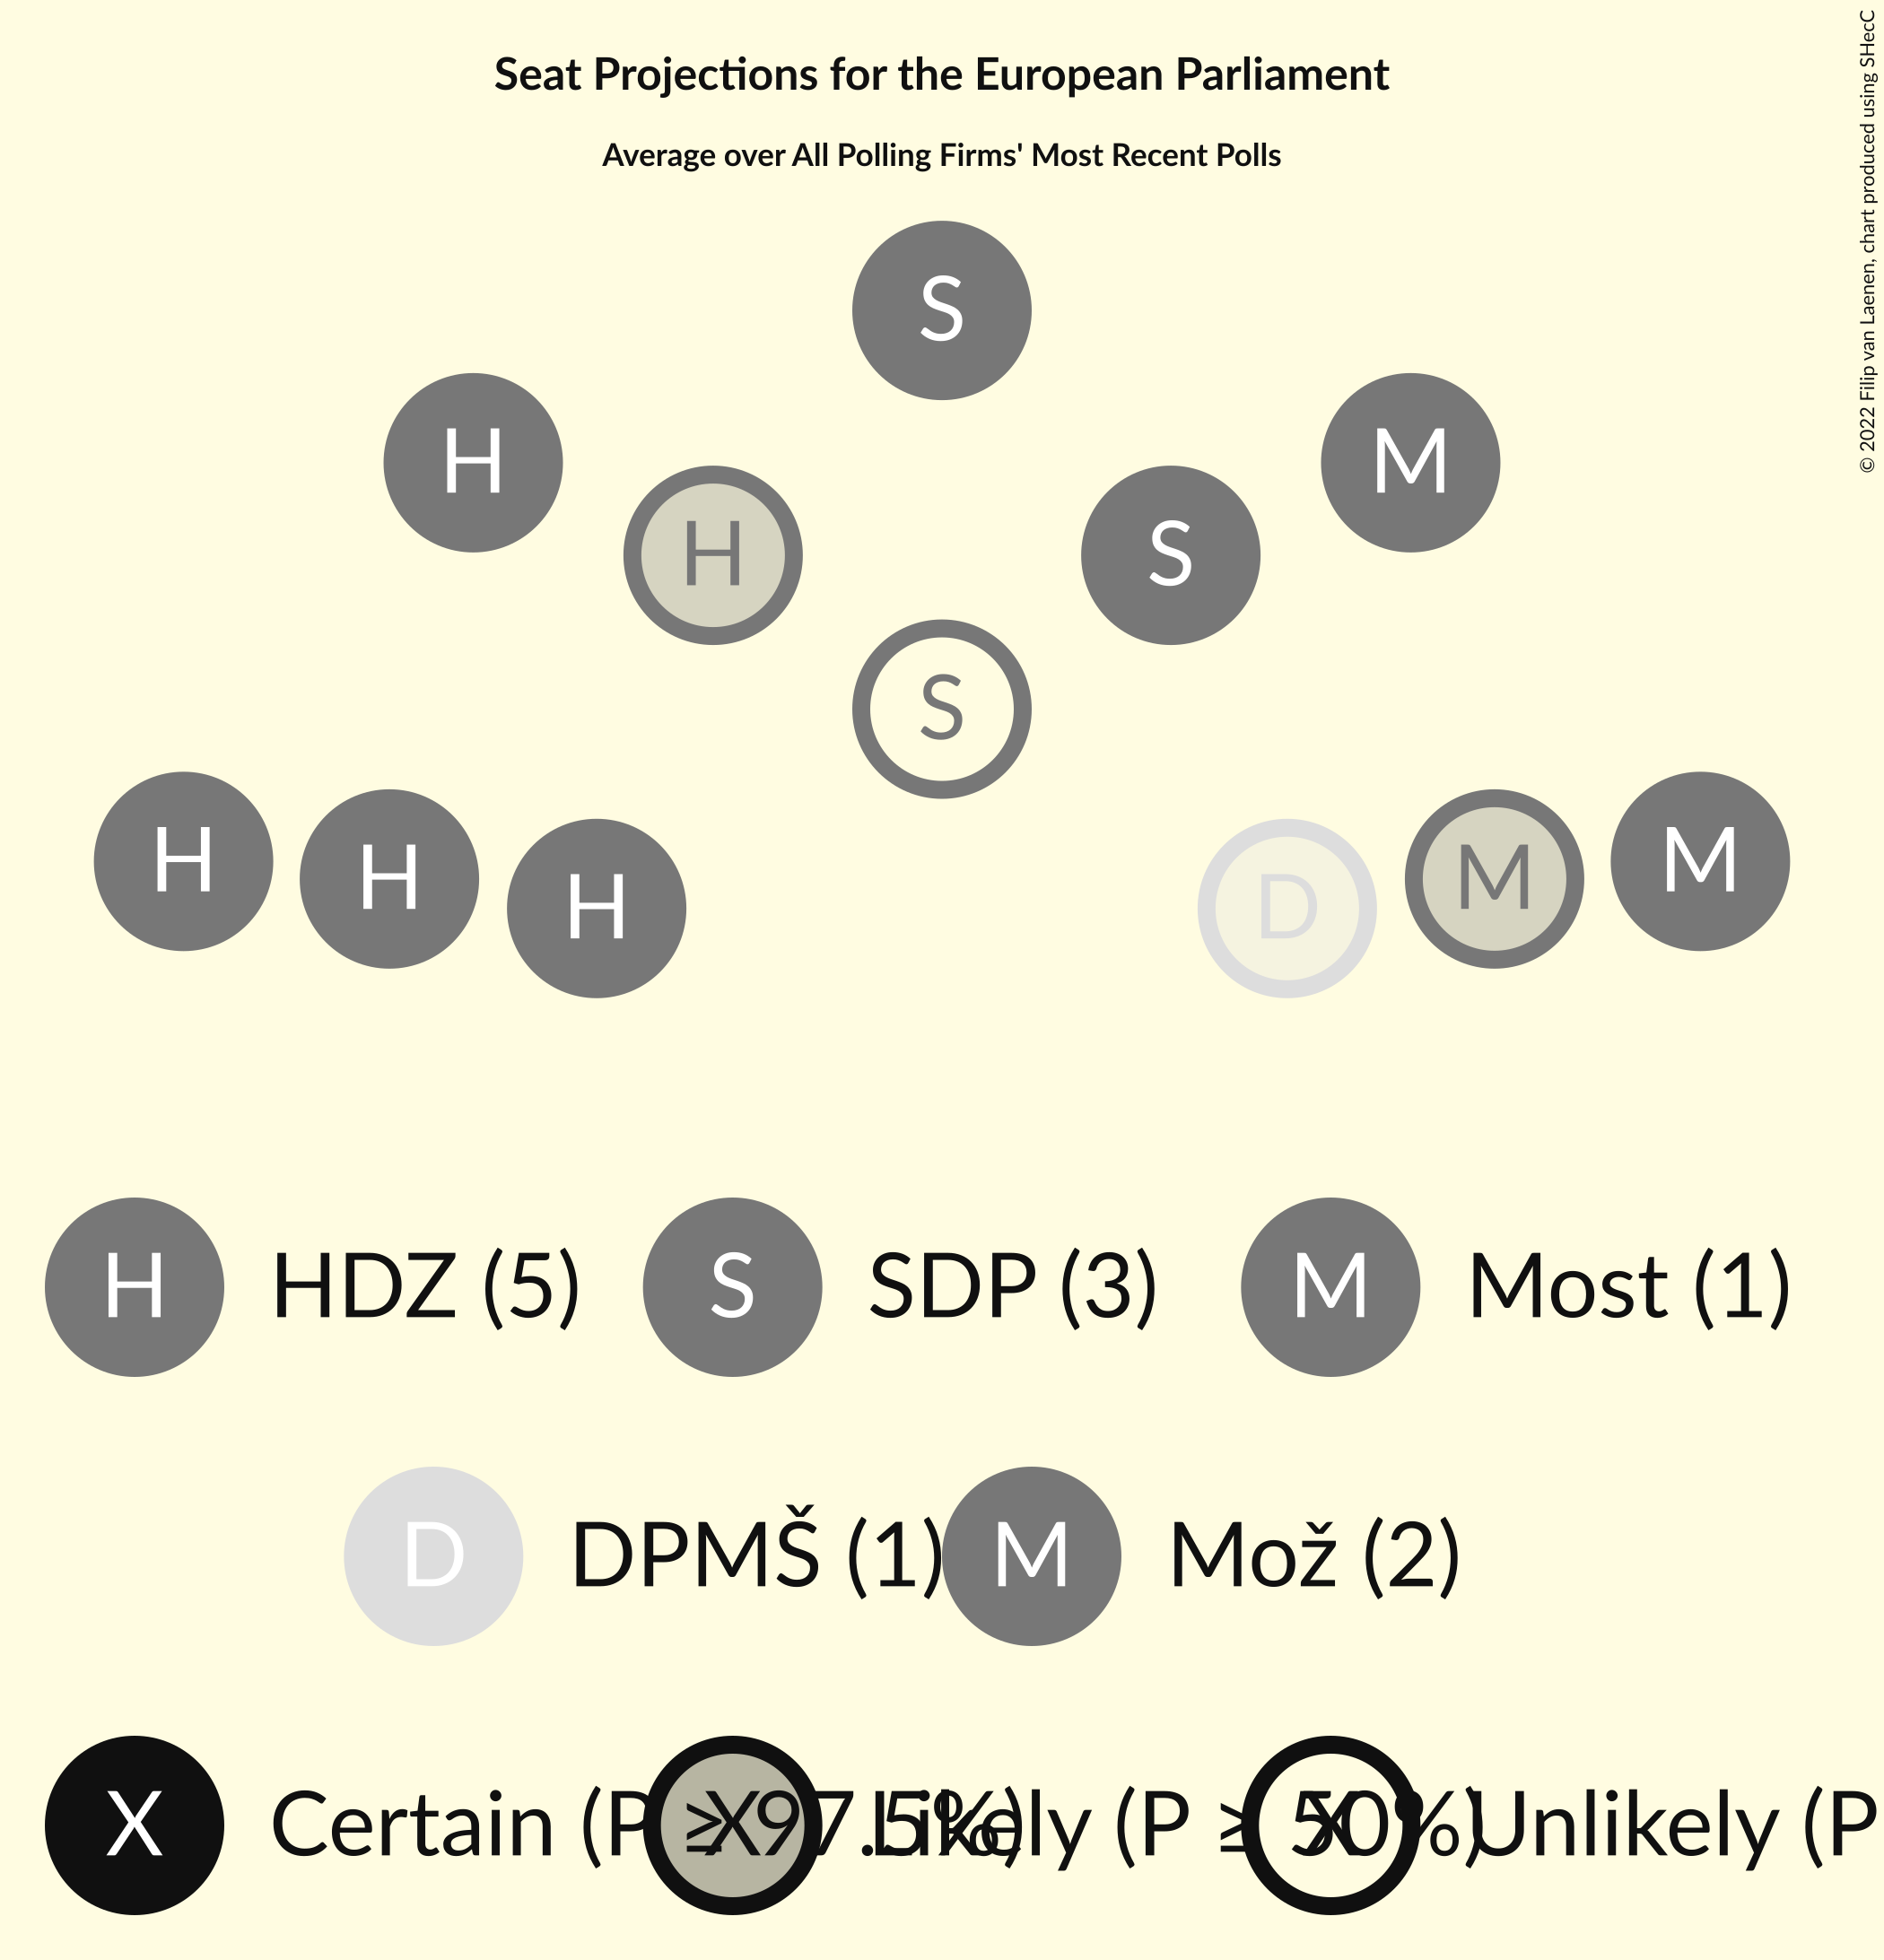 Seat Projections for the European Parliament
Average over All Polling Firms' Most Recent Polls
© 2022 Filip van Laenen, chart produced using SHecC
S
H
M
H
S
S
H
M
H
M
H
D
H
HDZ (5)
S
SDP (3)
M
Most (1)
D
DPMŠ (1)
M
Mož (2)
X
Certain (P ≥ 97.5%)
X
Likely (P ≥ 50%)
X
Unlikely (P